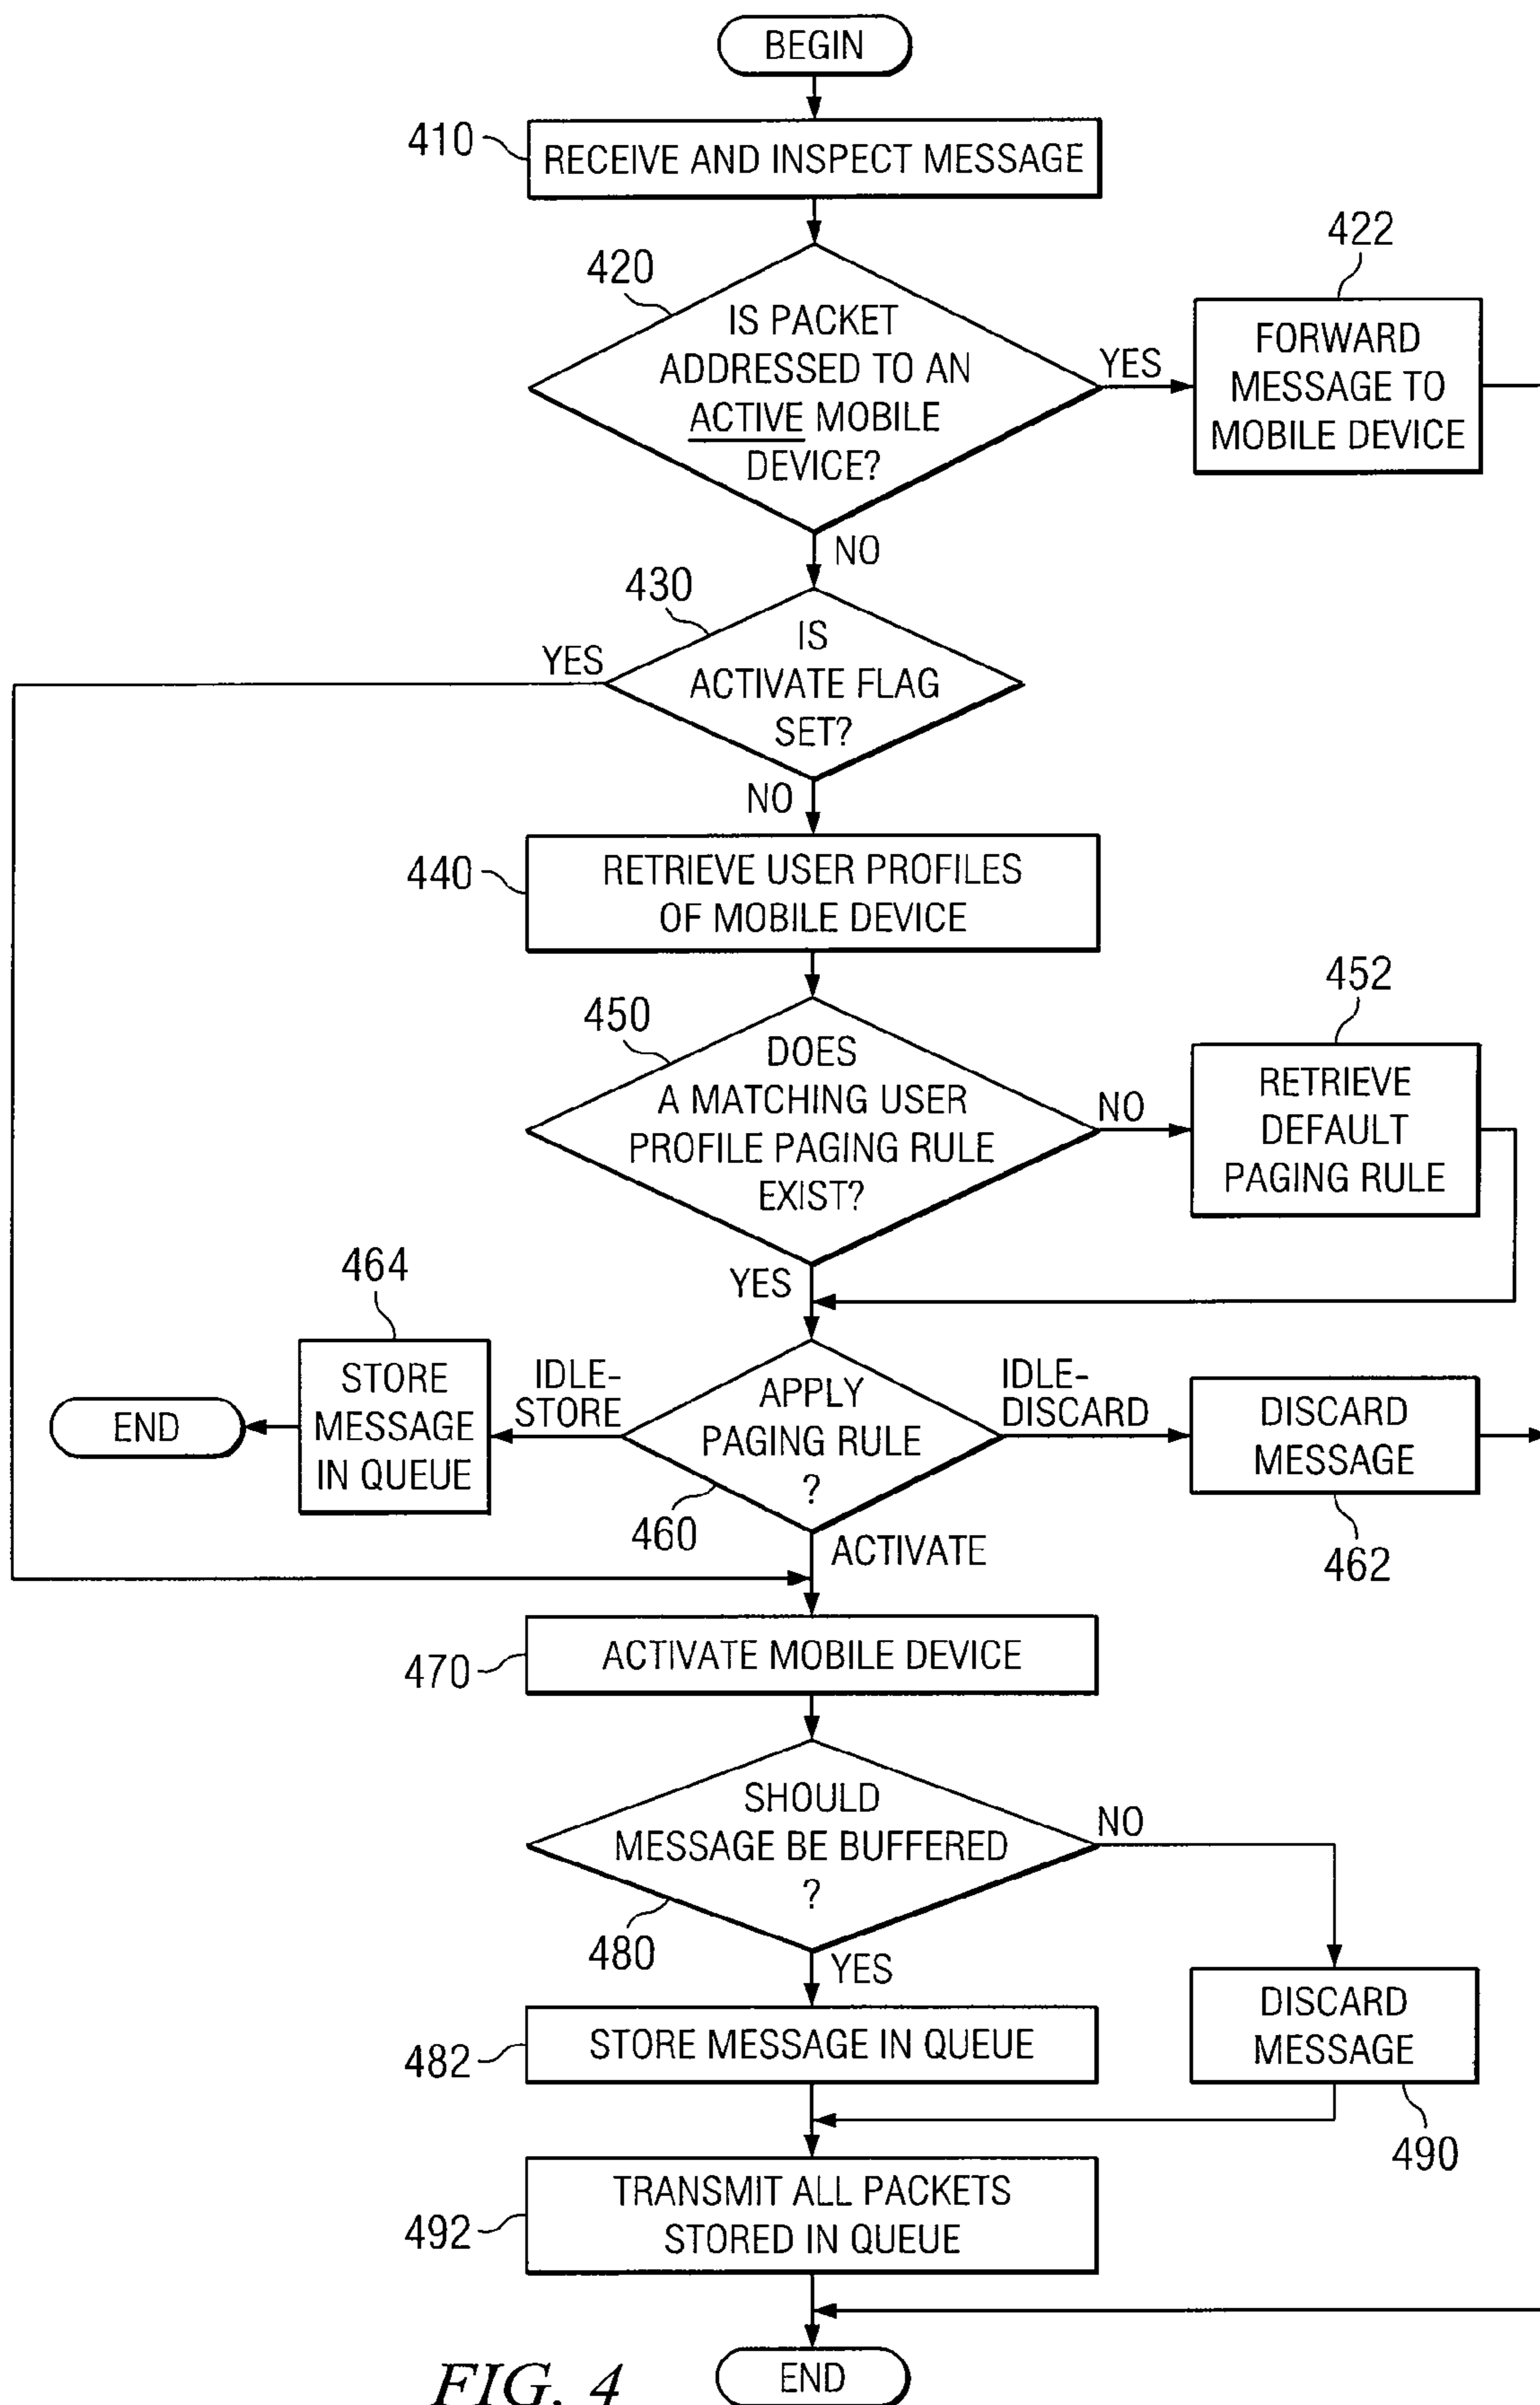 BEGIN
410
RECEIVE AND INSPECT MESSAGE
420
IS PACKET
ADDRESSED TO AN
ACTIVE MOBILE
DEVICE?
YES
422
FORWARD
MESSAGE TO
MOBILE DEVICE
NO
430
IS
ACTIVATE FLAG
SET?
YES
NO
440
RETRIEVE USER PROFILES
OF MOBILE DEVICE
450
DOES
A MATCHING USER
PROFILE PAGING RULE
EXIST?
NO
452
RETRIEVE
DEFAULT
PAGING RULE
YES
464
STORE
MESSAGE
IN QUEUE
END
IDLE-
STORE
APPLY
PAGING RULE
?
460
IDLE-
DISCARD
DISCARD
MESSAGE
462
ACTIVATE
470
ACTIVATE MOBILE DEVICE
SHOULD
MESSAGE BE BUFFERED
?
480
NO
YES
482
STORE MESSAGE IN QUEUE
DISCARD
MESSAGE
490
492
TRANSMIT ALL PACKETS
STORED IN QUEUE
END
FIG. 4